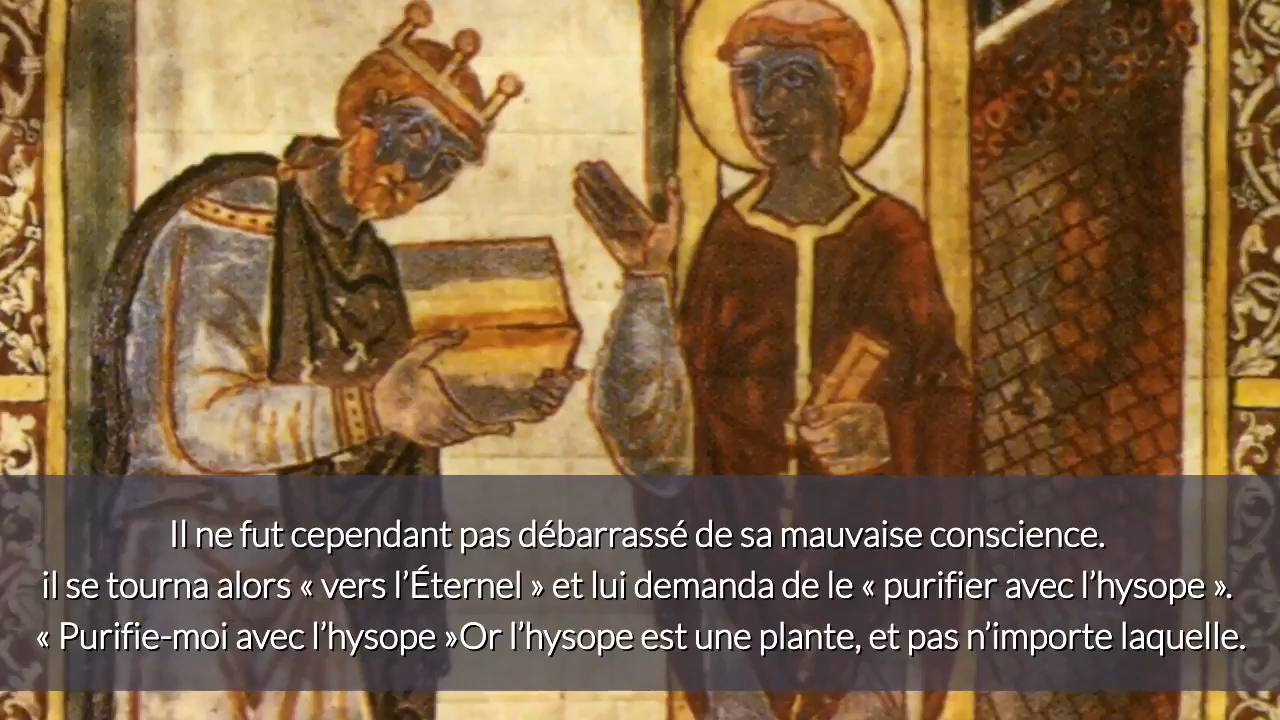 Il ne fut cependant pas débarrassé de sa mauvaise conscience.
il se tourna alors « vers l’Éternel » et lui demanda de le « purifier avec l’hysope ».
« Purifie-moi avec l’hysope »Or l’hysope est une plante, et pas n’importe laquelle.